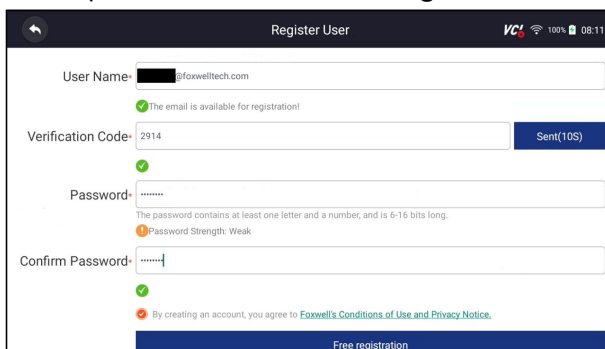 Register User
VCI 100% 08:11
User Name* @foxwelltech.com
The email is available for registration!
Verification Code* 2914 Sent(10S)
Password* ········
The password contains at least one letter and a number, and is 6-16 bits long.
Password Strength: Weak
Confirm Password* ········
By creating an account, you agree to Foxwell's Conditions of Use and Privacy Notice.
Free registration